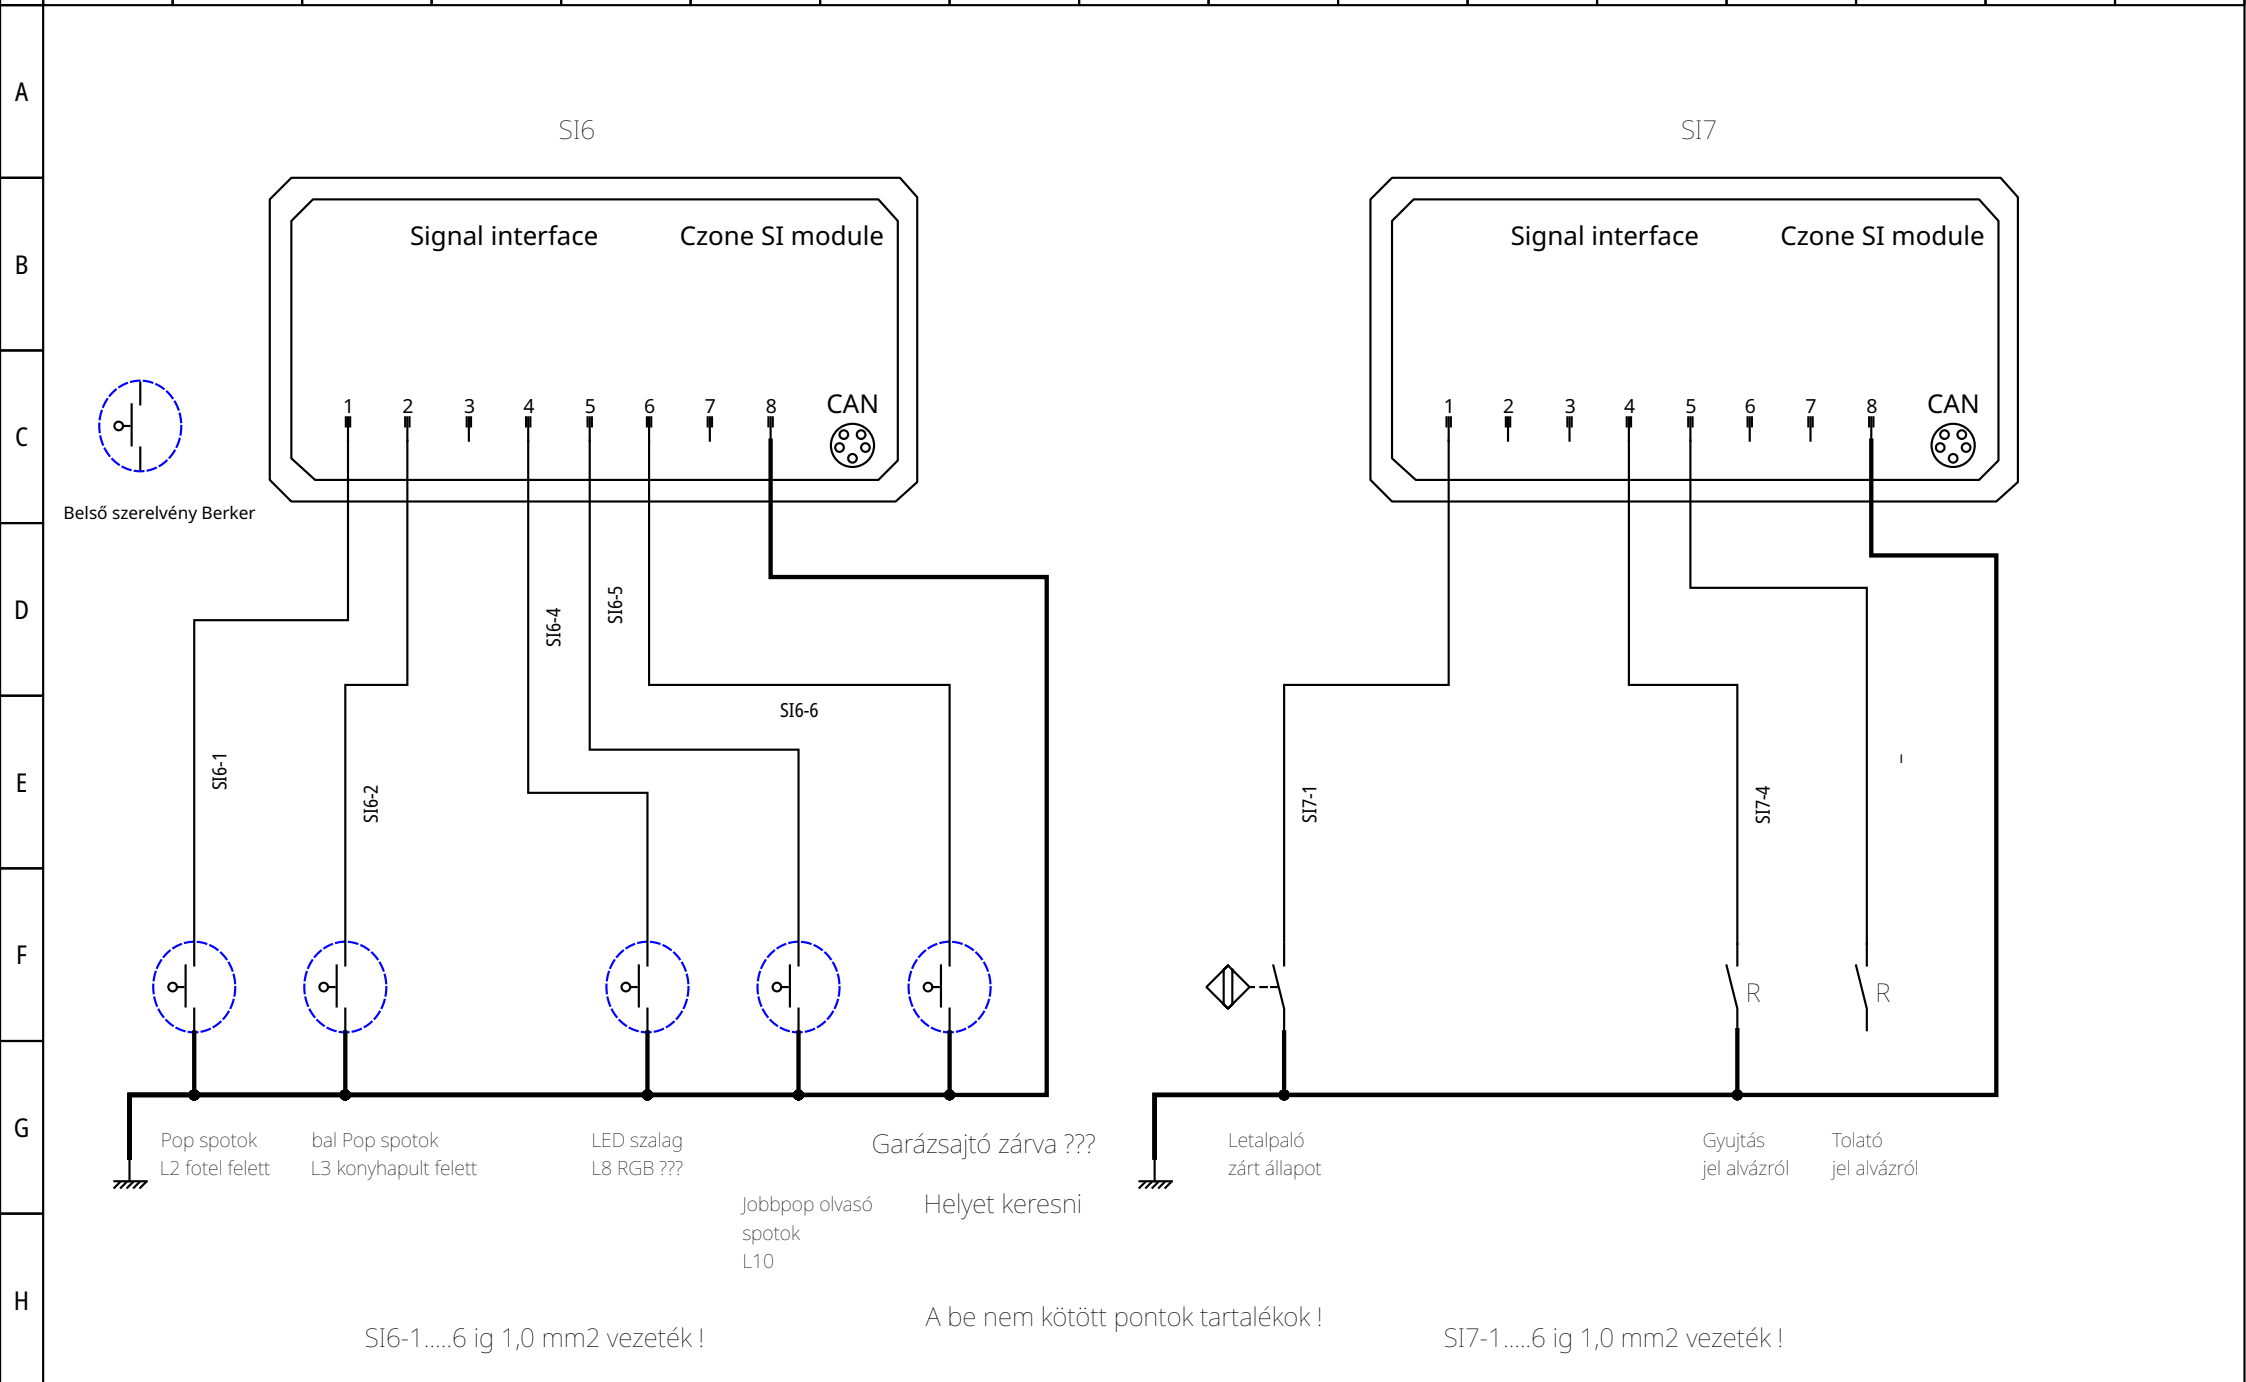 A
SI6
SI7
B
Signal interface
Czone SI module
Signal interface
Czone SI module
C
1 2 3 4 5 6 7 8 CAN
1 2 3 4 5 6 7 8 CAN
Belső szerelvény Berker
D
SI6-4
SI6-5
SI6-6
E
SI6-1
SI6-2
SI7-1
SI7-4
F
R
R
G
Pop spotok
L2 fotel felett
bal Pop spotok
L3 konyhapult felett
LED szalag
L8 RGB ???
Garázsajtó zárva ???
Letalpaló
zárt állapot
Gyujtás
jel alvázról
Tolató
jel alvázról
Jobbpop olvasó
spotok
L10
Helyet keresni
H
A be nem kötött pontok tartalékok !
SI6-1.....6 ig 1,0 mm2 vezeték !
SI7-1.....6 ig 1,0 mm2 vezeték !